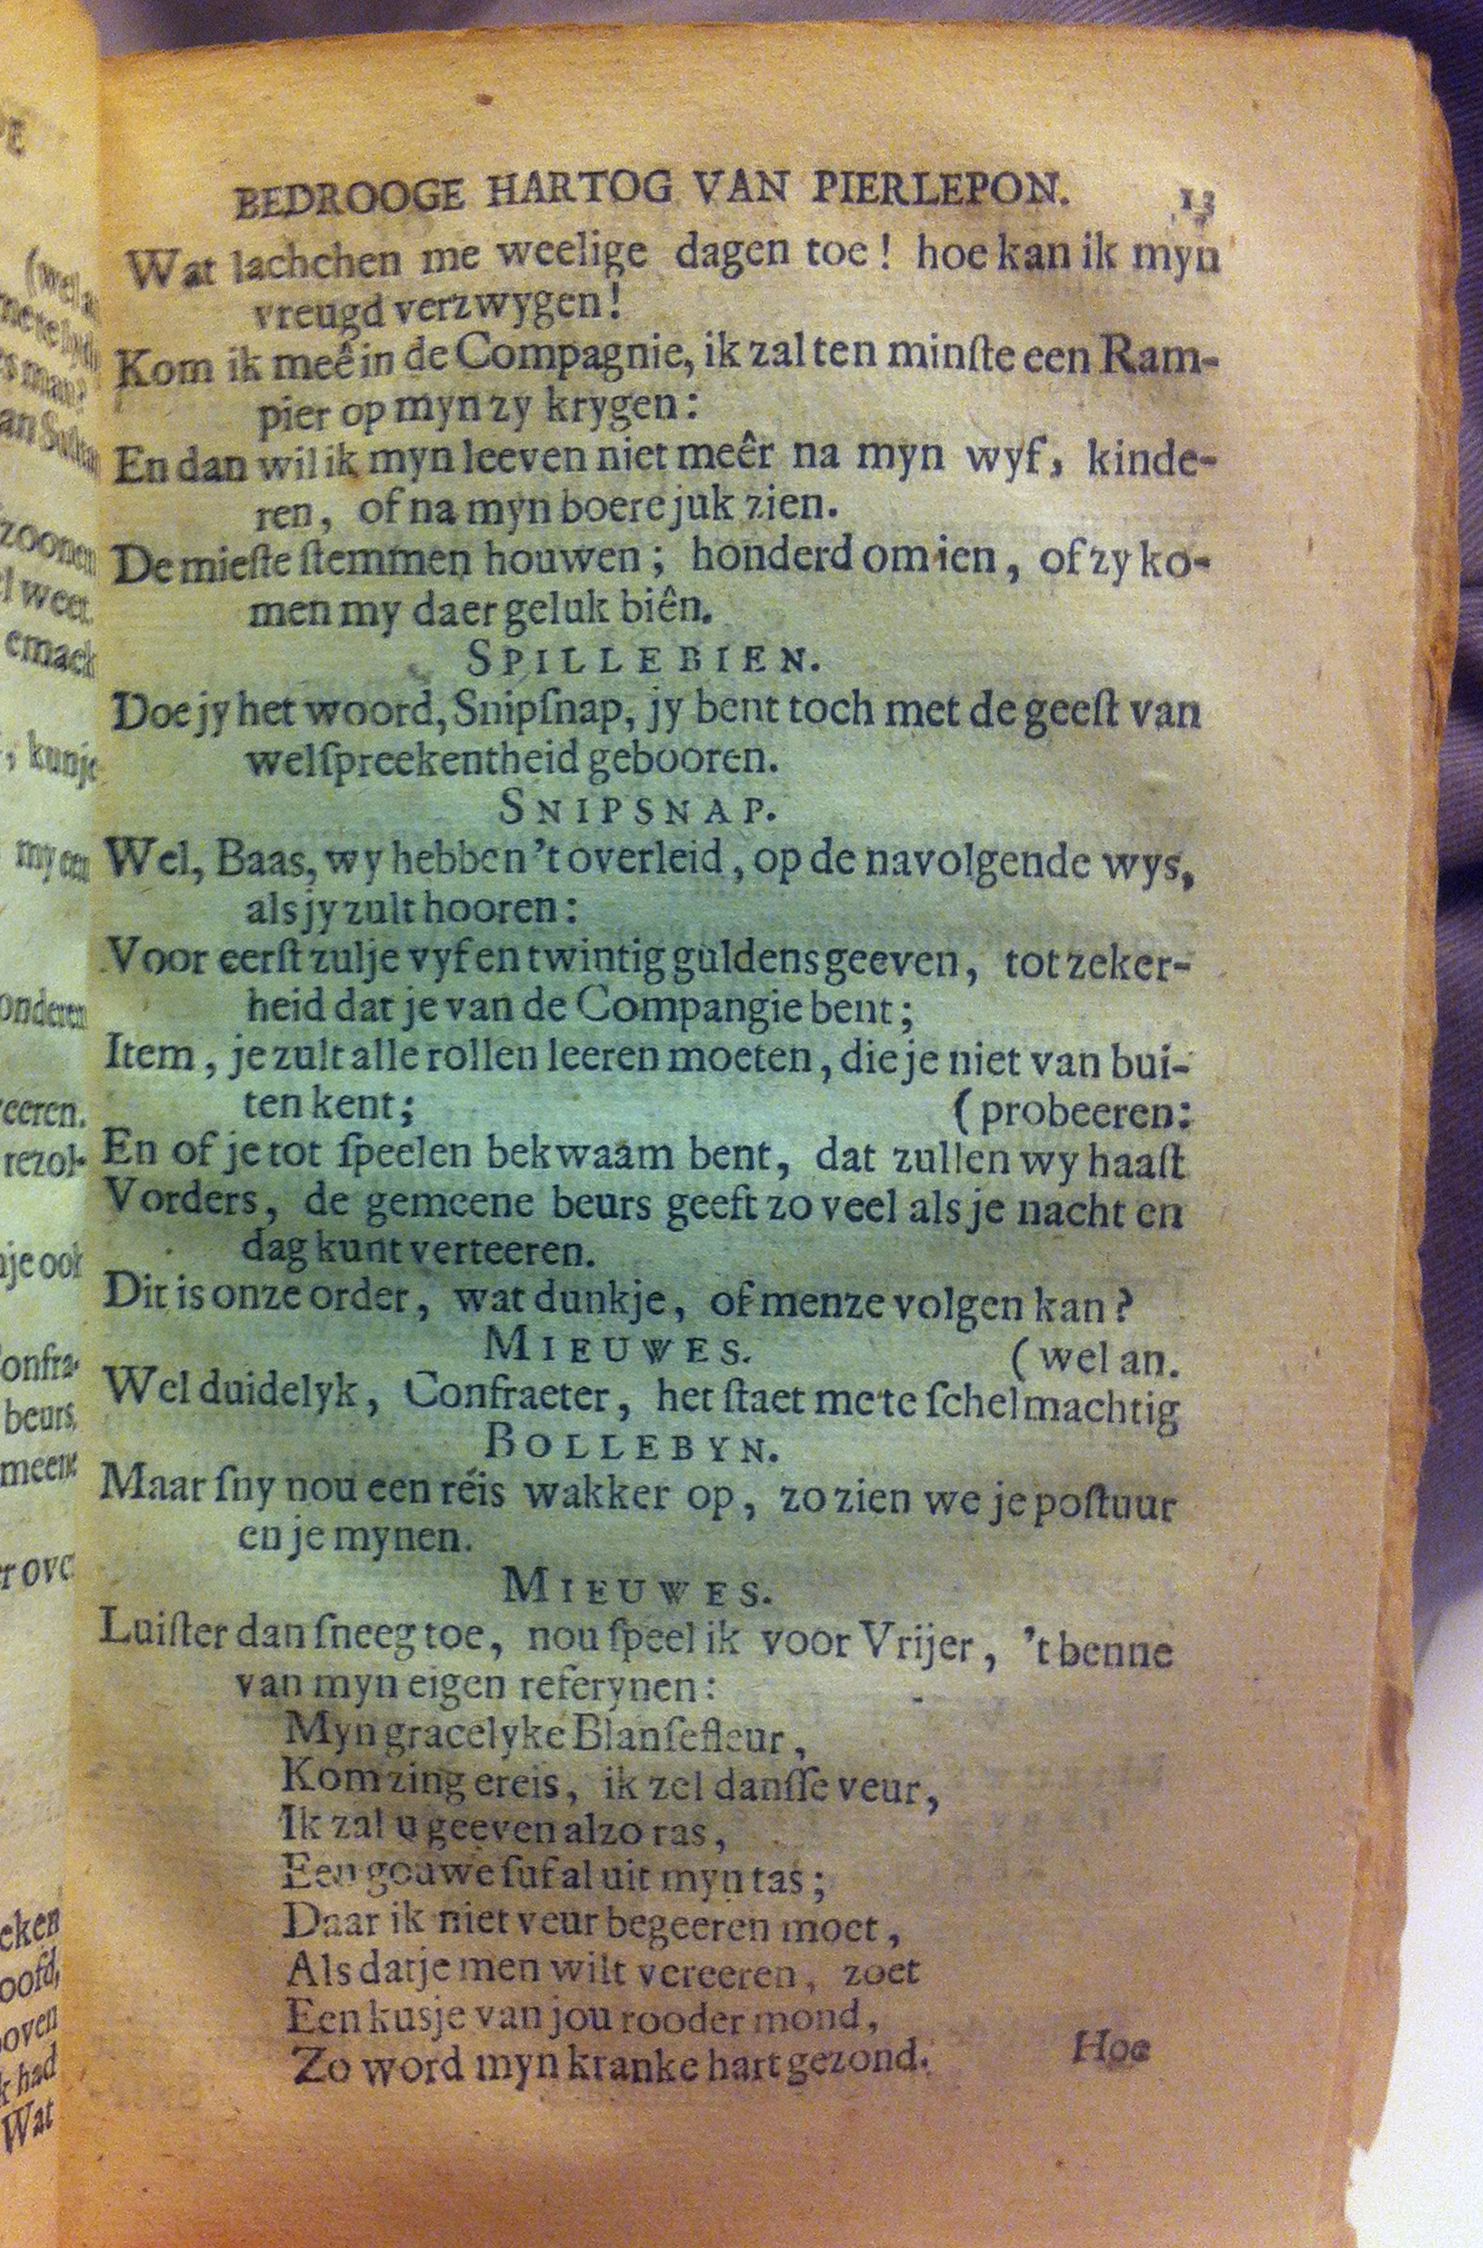 BEDROOGE HARTOG VAN PIERLEPON. 13
Wat lachchen me weelige dagen toe! hoe kan ik myn
vreugd verzwygen!
Kom ik meê in de Compagnie, ik zal ten minſte een Ram-
pier op myn zy krygen:
En dan wil ik myn leeven niet meêr na myn wyf, kinde-
ren, of na myn boere juk zien.
De mieſte ſtemmen houwen; honderd om ien, of zy ko-
men my daer geluk biên.
SPILLEBIEN.
Doe jy het woord, Snipſnap, jy bent toch met de geeſt van
welſpreekentheid gebooren.
SNIPSNAP.
Wel, Baas, wy hebben 't overleid, op de navolgende wys,
als jy zult hooren:
Voor eerſt zulje vyf en twintig guldens geeven, tot zeker-
heid dat je van de Compangie bent;
Item, je zult alle rollen leeren moeten, die je niet van bui-
ten kent; (probeeren:
En of je tot ſpeelen bekwaam bent, dat zullen wy haaſt
Vorders, de gemeene beurs geeft zo veel als je nacht en
dag kunt verteeren.
Dit is onze order, wat dunkje, of menze volgen kan?
MIEUWES. (wel an.
Wel duidelyk, Confraeter, het ſtaet me te ſchelmachtig
BOLLEBYN.
Maar ſny nou een réis wakker op, zo zien we je poſtuur
en je mynen.
MIEUWES.
Luiſter dan ſneeg toe, nou ſpeel ik voor Vrijer, 't benne
van myn eigen referynen:
Myn gracelyke Blanſefleur,
Kom zing ereis, ik zel danſſe veur,
Ik zal u geeven alzo ras,
Een gouwe ſufal uit myn tas;
Daar ik niet veur begeeren moet,
Als datje men wilt vereeren, zoet
Een kusje van jou rooder mond,
Zo word myn kranke hart gezond.
Hoe